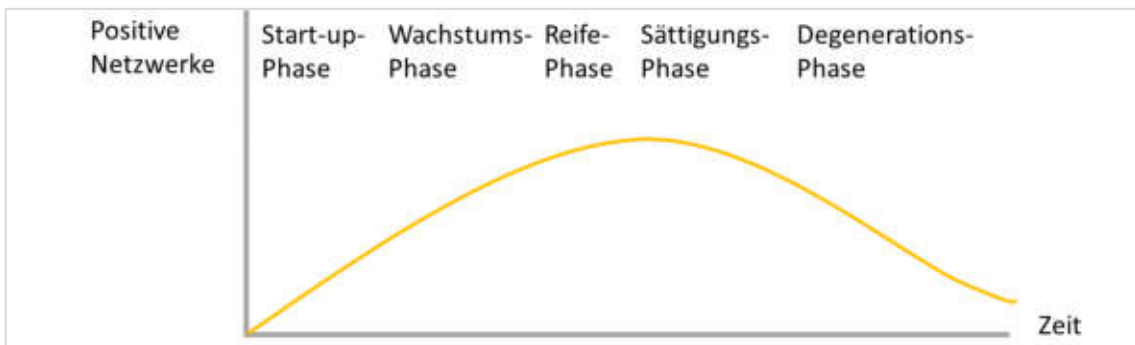 Positive
Netzwerke
Start-up-
Phase
Wachstums-
Phase
Reife-
Phase
Sättigungs-
Phase
Degenerations-
Phase
Zeit